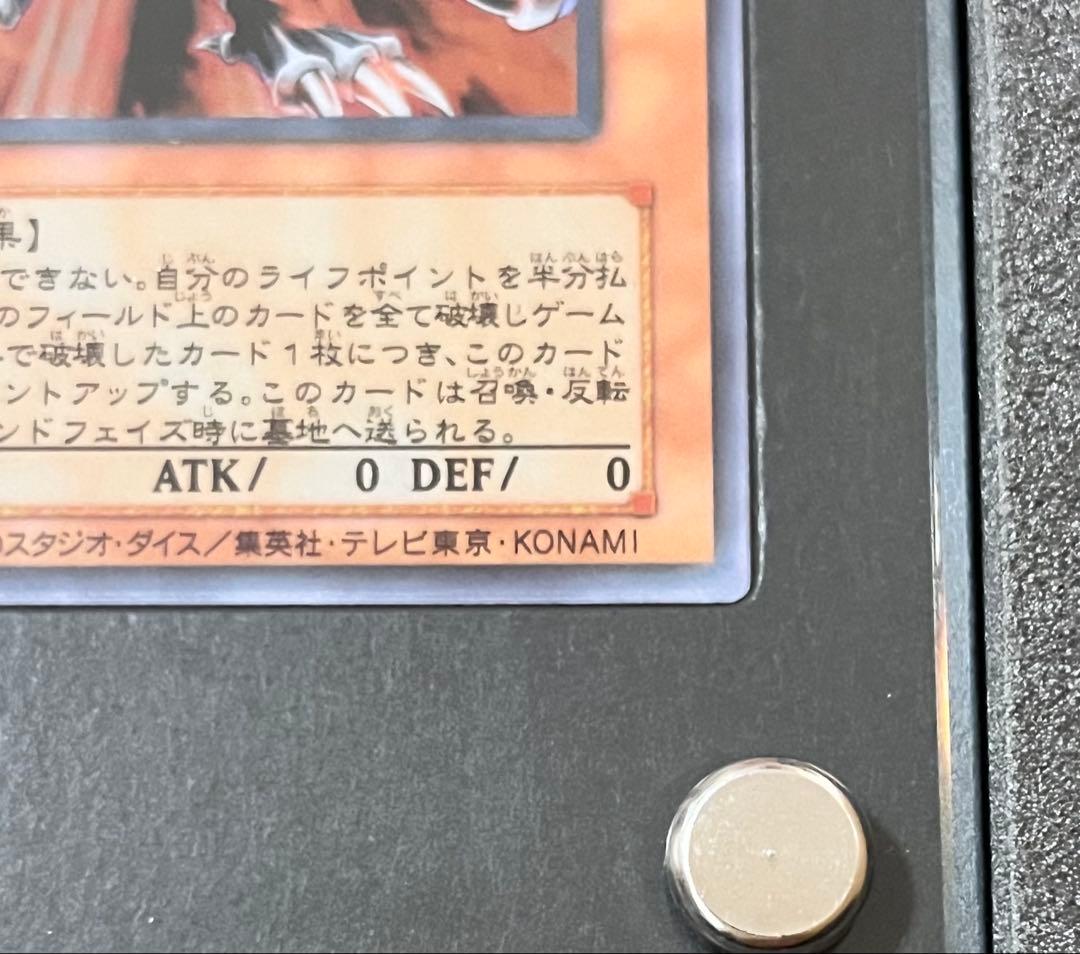 果】
できない。自分のライフポイントを半分払
のフィールド上のカードを全て破壊しゲーム
で破壊したカード1枚につき、このカード
ントアップする。このカードは召喚・反転
ンドフェイズ時に墓地へ送られる。
ATK/ 0 DEF/ 0
スタジオ・ダイス/集英社・テレビ東京・KONAMI